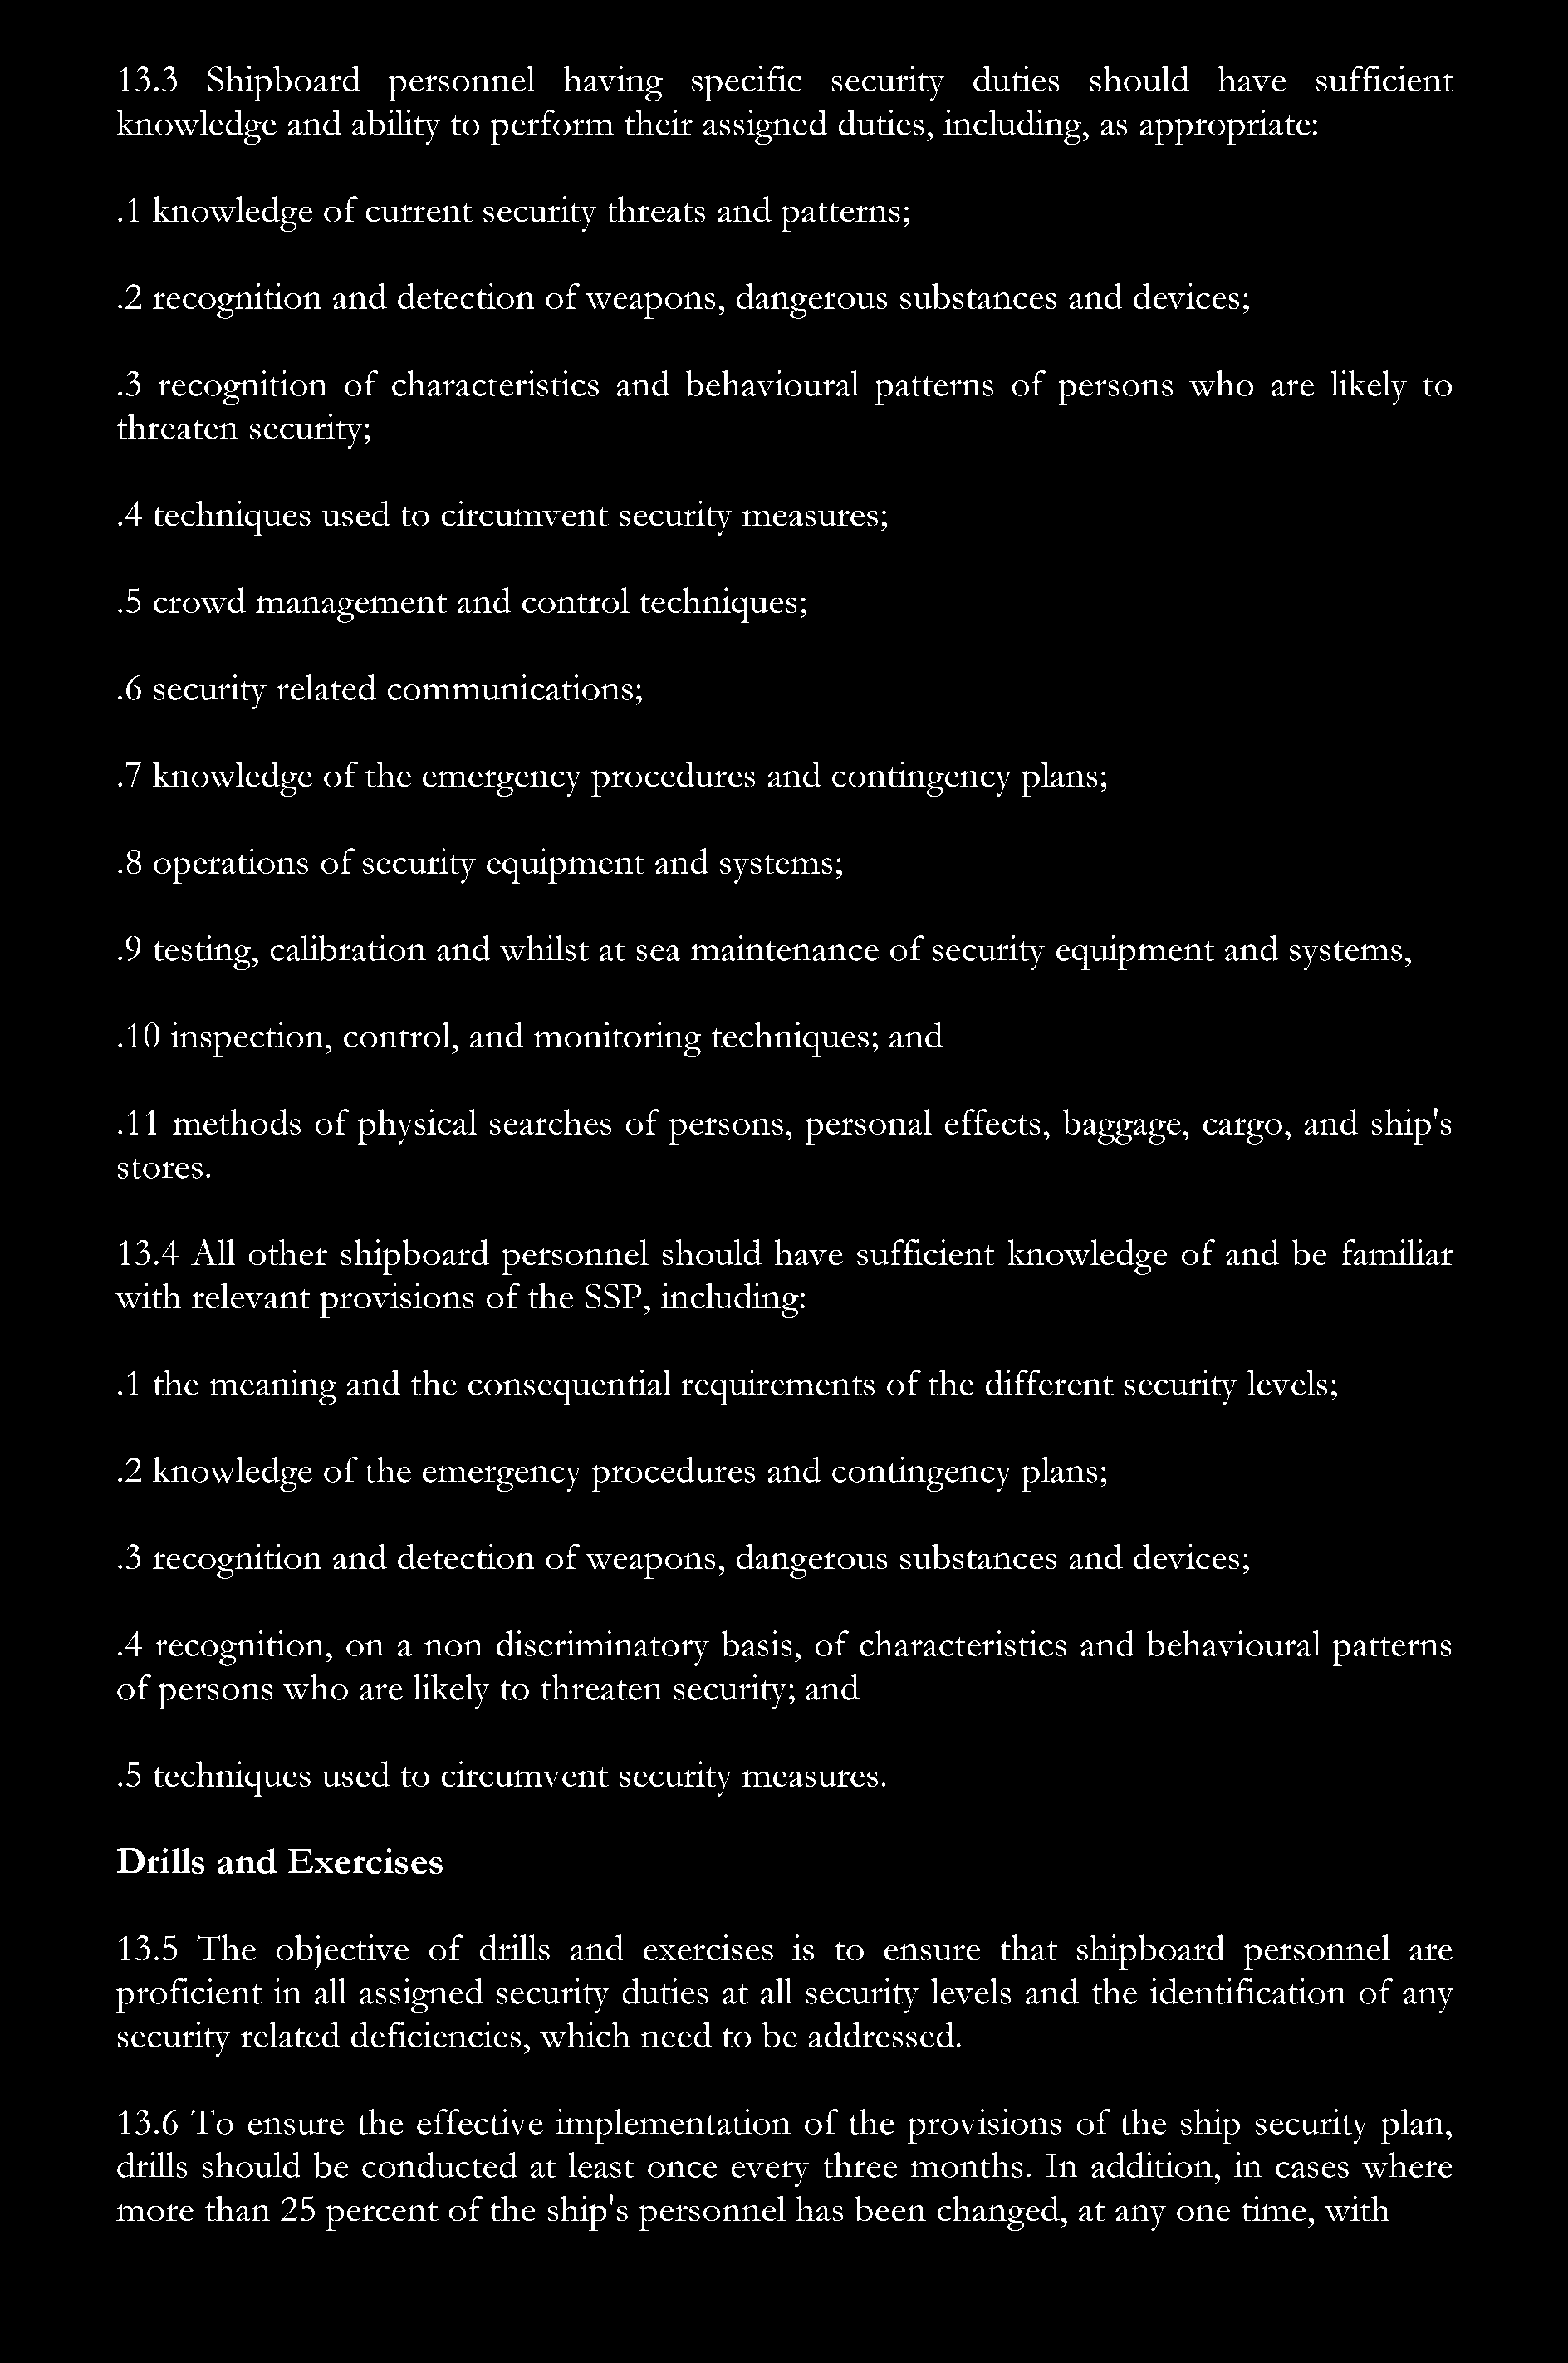 13.3 Shipboard personnel having specific security duties should have sufficient
knowledge and ability to perform their assigned duties, including, as appropriate:
.1 knowledge of current security threats and patterns;
.2 recognition and detection of weapons, dangerous substances and devices;
.3 recognition of characteristics and behavioural patterns of persons who are likely to
threaten security;
.4 techniques used to circumvent security measures;
.5 crowd management and control techniques;
.6 security related communications;
.7 knowledge of the emergency procedures and contingency plans;
.8 operations of security equipment and systems;
.9 testing, calibration and whilst at sea maintenance of security equipment and systems,
.10 inspection, control, and monitoring techniques; and
.11 methods of physical searches of persons, personal effects, baggage, cargo, and ship's
stores.
13.4 All other shipboard personnel should have sufficient knowledge of and be familiar
with relevant provisions of the SSP, including:
.1 the meaning and the consequential requirements of the different security levels;
.2 knowledge of the emergency procedures and contingency plans;
.3 recognition and detection of weapons, dangerous substances and devices;
.4 recognition, on a non discriminatory basis, of characteristics and behavioural patterns
of persons who are likely to threaten security; and
.5 techniques used to circumvent security measures.
Drills and Exercises
13.5 The objective of drills and exercises is to ensure that shipboard personnel are
proficient in all assigned security duties at all security levels and the identification of any
security related deficiencies, which need to be addressed.
13.6 To ensure the effective implementation of the provisions of the ship security plan,
drills should be conducted at least once every three months. In addition, in cases where
more than 25 percent of the ship's personnel has been changed, at any one time, with